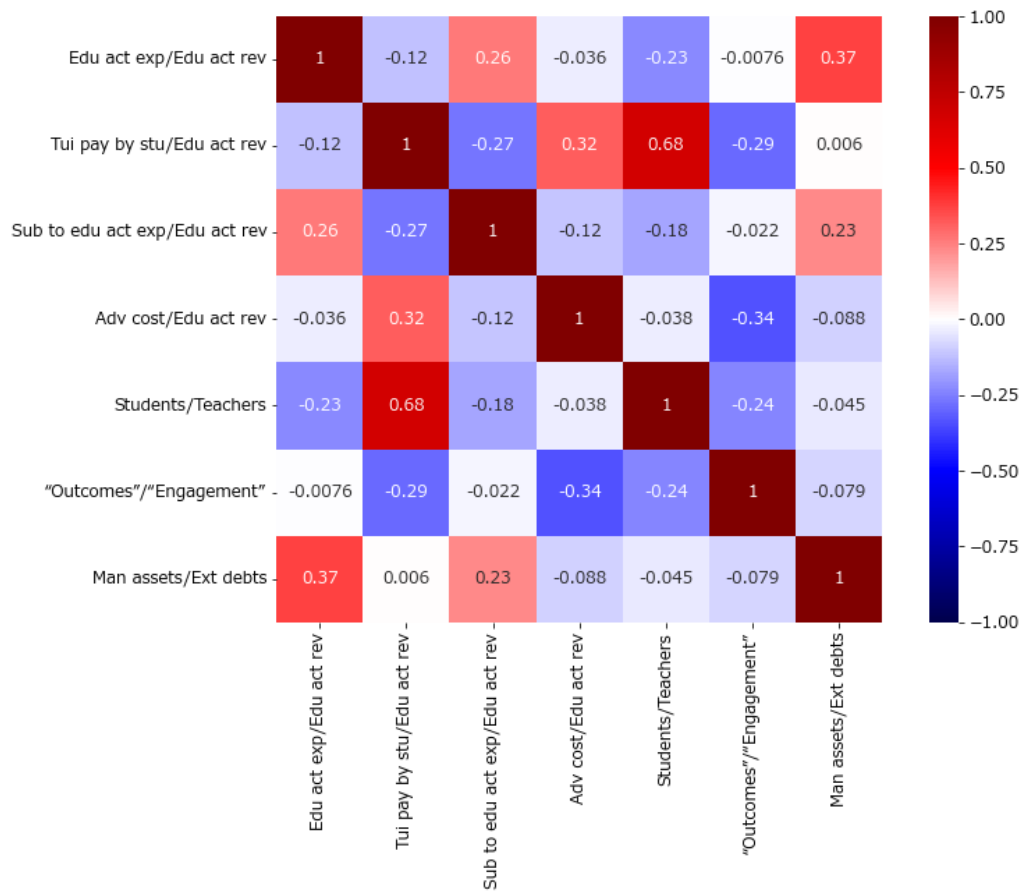 Edu act exp/Edu act rev 1 -0.12 0.26 -0.036 -0.23 -0.0076 0.37
Tui pay by stu/Edu act rev -0.12 1 -0.27 0.32 0.68 -0.29 0.006
Sub to edu act exp/Edu act rev 0.26 -0.27 1 -0.12 -0.18 -0.022 0.23
Adv cost/Edu act rev -0.036 0.32 -0.12 1 -0.038 -0.34 -0.088
Students/Teachers -0.23 0.68 -0.18 -0.038 1 -0.24 -0.045
“Outcomes”/“Engagement” -0.0076 -0.29 -0.022 -0.34 -0.24 1 -0.079
Man assets/Ext debts 0.37 0.006 0.23 -0.088 -0.045 -0.079 1
Edu act exp/Edu act rev
Tui pay by stu/Edu act rev
Sub to edu act exp/Edu act rev
Adv cost/Edu act rev
Students/Teachers
“Outcomes”/“Engagement”
Man assets/Ext debts
1.00
0.75
0.50
0.25
0.00
−0.25
−0.50
−0.75
−1.00